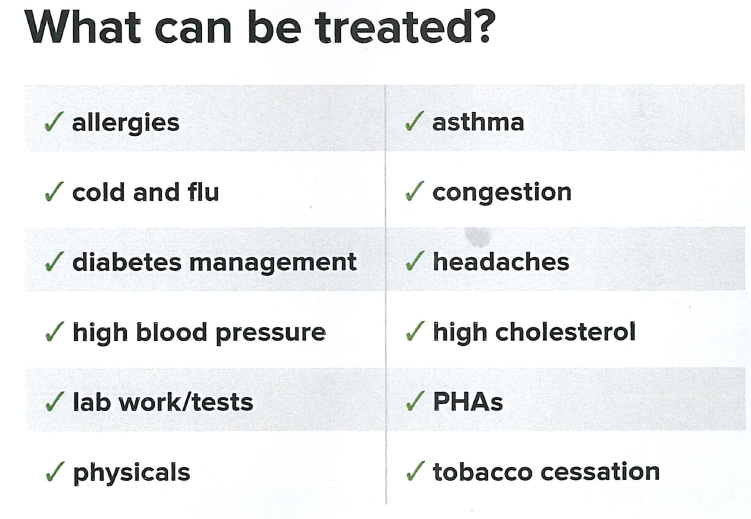 What can be treated?
✓ allergies
✓ asthma
✓ cold and flu
✓ congestion
✓ diabetes management
✓ headaches
✓ high blood pressure
✓ high cholesterol
✓ lab work/tests
✓ PHAs
✓ physicals
✓ tobacco cessation